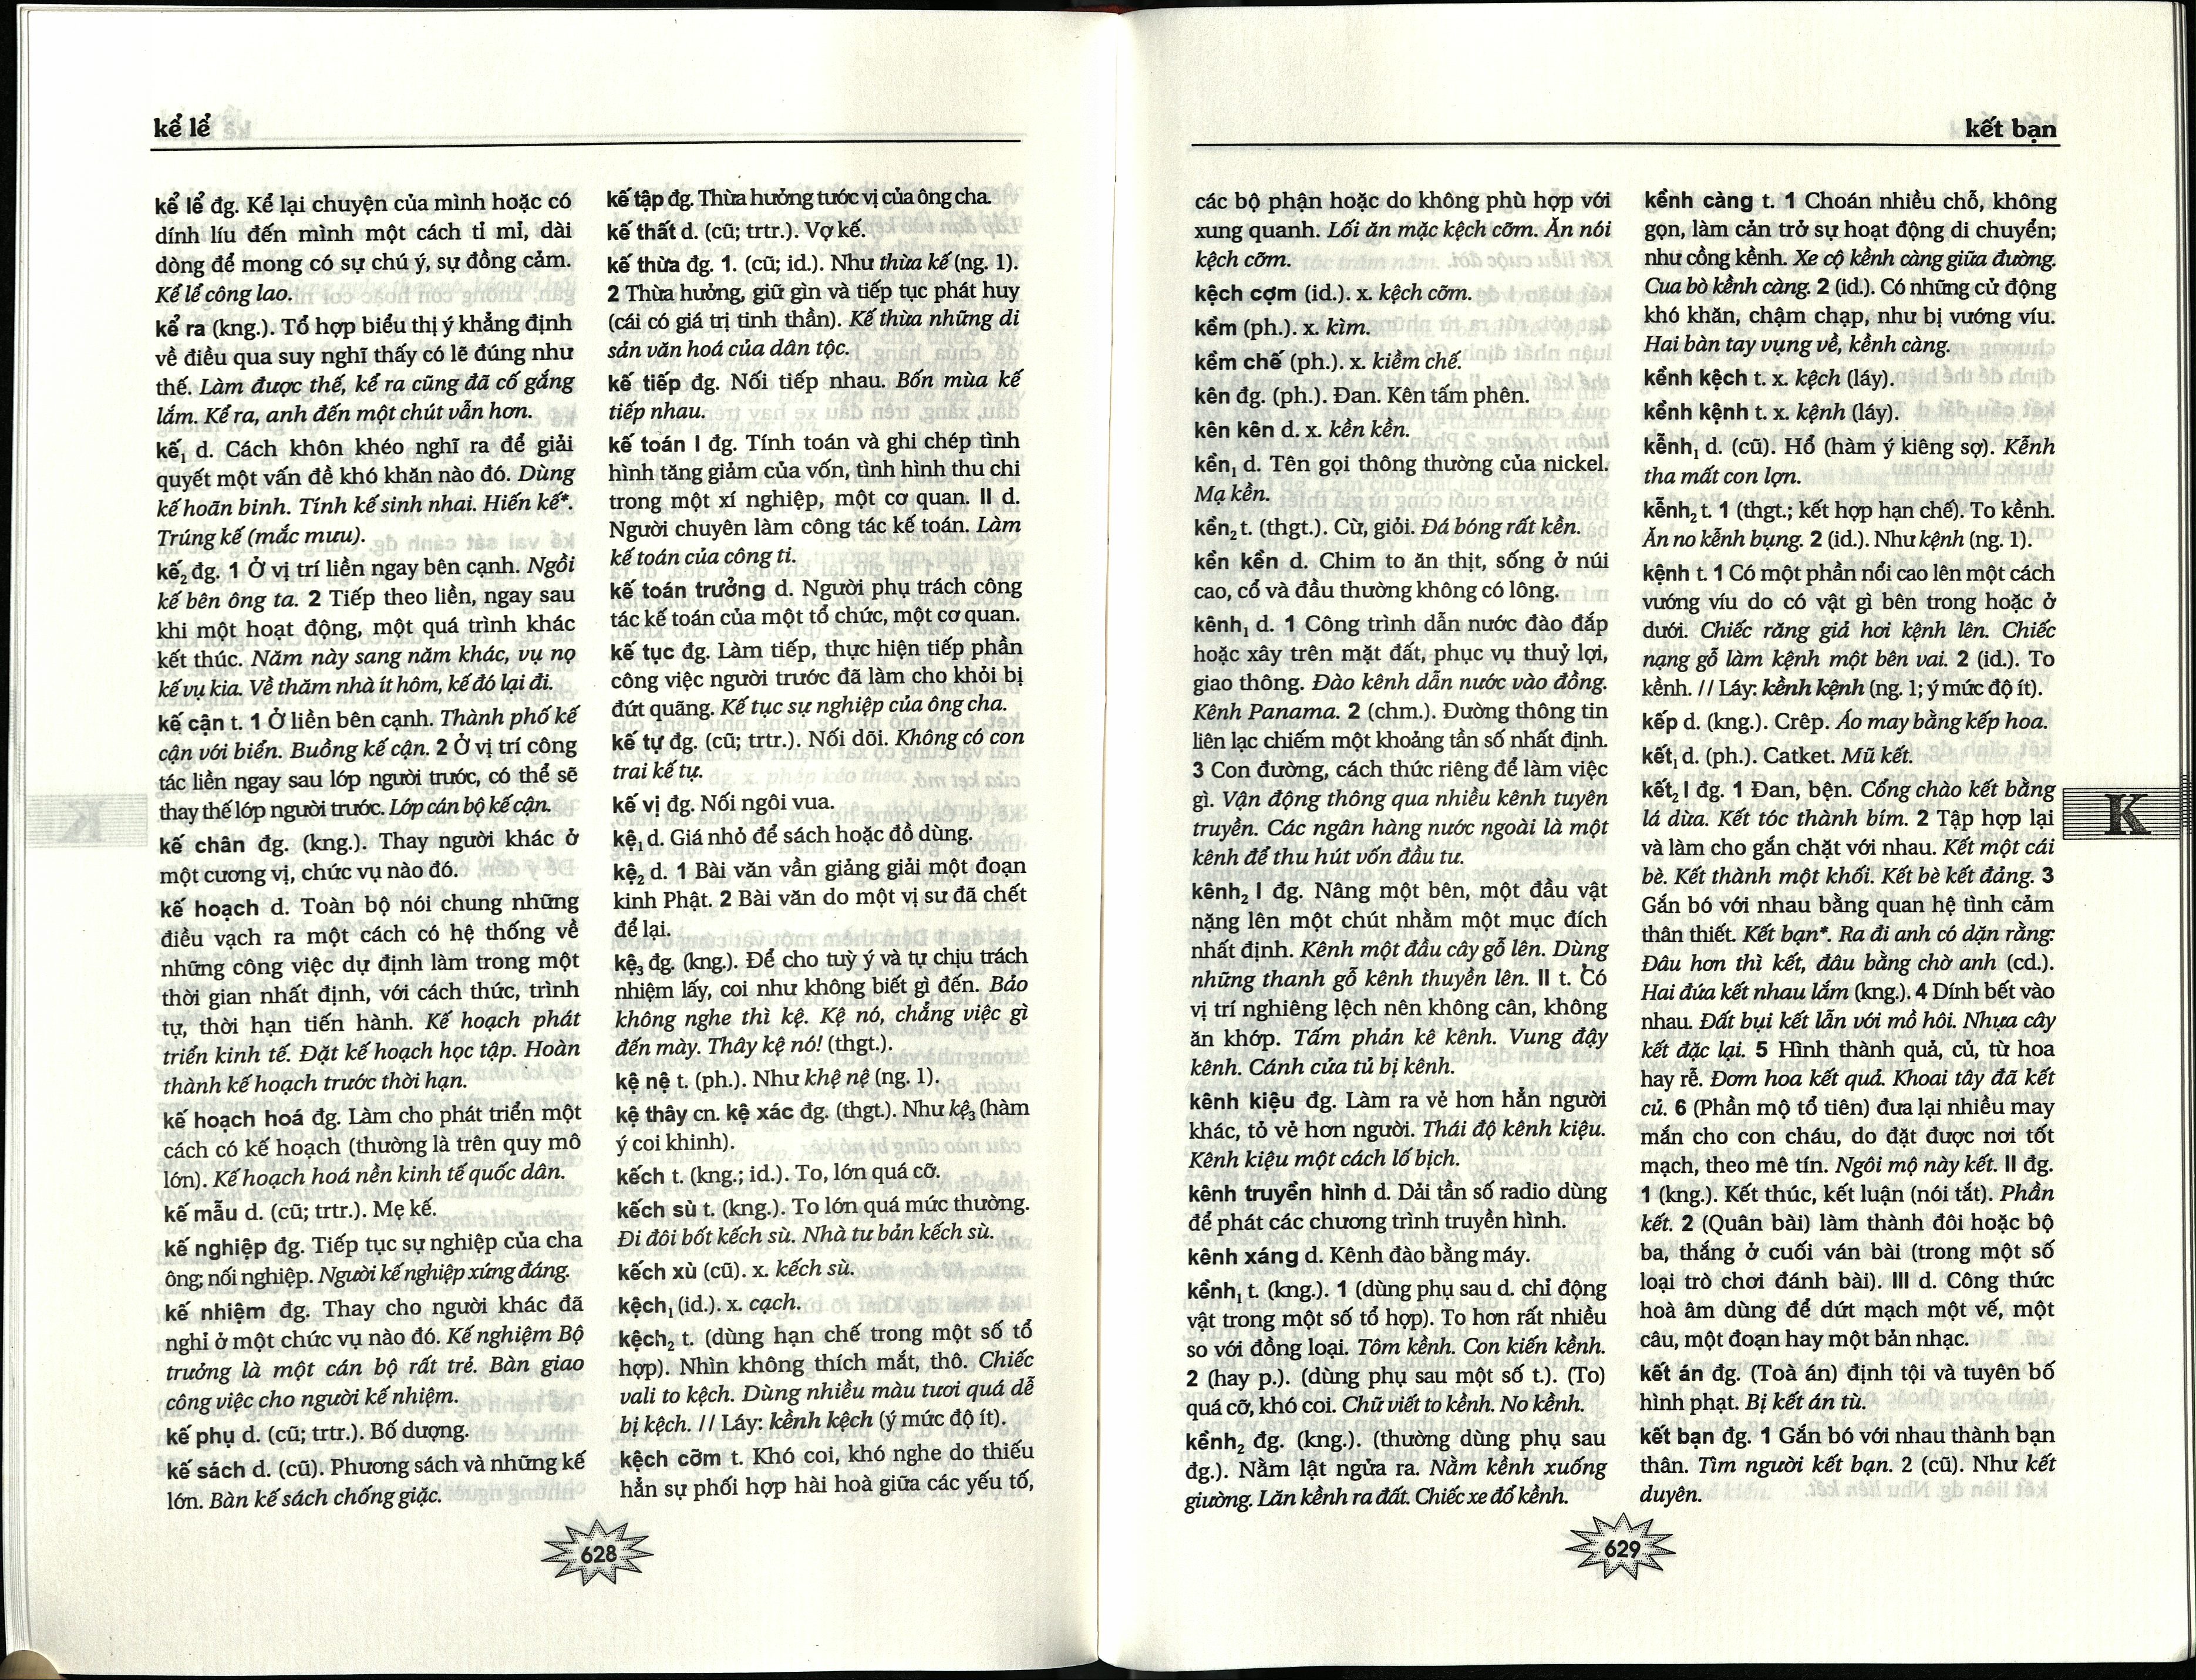 kể lể
kể lể đg. Kể lại chuyện của mình hoặc có
dính líu đến mình một cách tỉ mỉ, dài
dòng để mong có sự chú ý, sự đồng cảm.
Kể lể công lao.
kể ra (kng.). Tổ hợp biểu thị ý khẳng định
về điều qua suy nghĩ thấy có lẽ đúng như
thế. Làm được thế, kể ra cũng đã cố gắng
lắm. Kể ra, anh đến một chút vẫn hơn.
kế₁ d. Cách khôn khéo nghĩ ra để giải
quyết một vấn đề khó khăn nào đó. Dùng
kế hoãn binh. Tính kế sinh nhai. Hiến kế*.
Trúng kế (mắc mưu).
kế₂ đg. 1 Ở vị trí liền ngay bên cạnh. Ngồi
kế bên ông ta. 2 Tiếp theo liền, ngay sau
khi một hoạt động, một quá trình khác
kết thúc. Năm này sang năm khác, vụ nọ
kế vụ kia. Về thăm nhà ít hôm, kế đó lại đi.
kế cận t. 1 Ở liền bên cạnh. Thành phố kế
cận với biển. Buồng kế cận. 2 Ở vị trí công
tác liền ngay sau lớp người trước, có thể sẽ
thay thế lớp người trước. Lớp cán bộ kế cận.
kế chân đg. (kng.). Thay người khác ở
một cương vị, chức vụ nào đó.
kế hoạch d. Toàn bộ nói chung những
điều vạch ra một cách có hệ thống về
những công việc dự định làm trong một
thời gian nhất định, với cách thức, trình
tự, thời hạn tiến hành. Kế hoạch phát
triển kinh tế. Đặt kế hoạch học tập. Hoàn
thành kế hoạch trước thời hạn.
kế hoạch hoá đg. Làm cho phát triển một
cách có kế hoạch (thường là trên quy mô
lớn). Kế hoạch hoá nền kinh tế quốc dân.
kế mẫu d. (cũ; trtr.). Mẹ kế.
kế nghiệp đg. Tiếp tục sự nghiệp của cha
ông; nối nghiệp. Người kế nghiệp xứng đáng.
kế nhiệm đg. Thay cho người khác đã
nghỉ ở một chức vụ nào đó. Kế nghiệm Bộ
trưởng là một cán bộ rất trẻ. Bàn giao
công việc cho người kế nhiệm.
kế phụ d. (cũ; trtr.). Bố dượng.
kế sách d. (cũ). Phương sách và những kế
lớn. Bàn kế sách chống giặc.
kế tập đg. Thừa hưởng tước vị của ông cha.
kế thất d. (cũ; trtr.). Vợ kế.
kế thừa đg. 1. (cũ; id.). Như thừa kế (ng. 1).
2 Thừa hưởng, giữ gìn và tiếp tục phát huy
(cái có giá trị tinh thần). Kế thừa những di
sản văn hoá của dân tộc.
kế tiếp đg. Nối tiếp nhau. Bốn mùa kế
tiếp nhau.
kế toán I đg. Tính toán và ghi chép tình
hình tăng giảm của vốn, tình hình thu chi
trong một xí nghiệp, một cơ quan. II d.
Người chuyên làm công tác kế toán. Làm
kế toán của công ti.
kế toán trưởng d. Người phụ trách công
tác kế toán của một tổ chức, một cơ quan.
kế tục đg. Làm tiếp, thực hiện tiếp phần
công việc người trước đã làm cho khỏi bị
đứt quãng. Kế tục sự nghiệp của ông cha.
kế tự đg. (cũ; trtr.). Nối dõi. Không có con
trai kế tự.
kế vị đg. Nối ngôi vua.
kệ₁ d. Giá nhỏ để sách hoặc đồ dùng.
kệ₂ d. 1 Bài văn vần giảng giải một đoạn
kinh Phật. 2 Bài văn do một vị sư đã chết
để lại.
kệ₃ đg. (kng.). Để cho tuỳ ý và tự chịu trách
nhiệm lấy, coi như không biết gì đến. Bảo
không nghe thì kệ. Kệ nó, chẳng việc gì
đến mày. Thây kệ nó! (thgt.).
kệ nệ t. (ph.). Như khệ nệ (ng. 1).
kệ thây cn. kệ xác đg. (thgt.). Như kệ₃ (hàm
ý coi khinh).
kếch t. (kng.; id.). To, lớn quá cỡ.
kếch sù t. (kng.). To lớn quá mức thường.
Đi đôi bốt kếch sù. Nhà tư bản kếch sù.
kếch xù (cũ). x. kếch sù.
kệch₁ (id.). x. cạch.
kệch₂ t. (dùng hạn chế trong một số tổ
hợp). Nhìn không thích mắt, thô. Chiếc
vali to kệch. Dùng nhiều màu tươi quá dễ
bị kệch. // Láy: kềnh kệch (ý mức độ ít).
kệch cỡm t. Khó coi, khó nghe do thiếu
hẳn sự phối hợp hài hoà giữa các yếu tố,
628
kết bạn
các bộ phận hoặc do không phù hợp với
xung quanh. Lối ăn mặc kệch cỡm. Ăn nói
kệch cỡm.
kệch cợm (id.). x. kệch cỡm.
kềm (ph.). x. kìm.
kềm chế (ph.). x. kiềm chế.
kên đg. (ph.). Đan. Kên tấm phên.
kên kên d. x. kền kền.
kền₁ d. Tên gọi thông thường của nickel.
Mạ kền.
kền₂ t. (thgt.). Cừ, giỏi. Đá bóng rất kền.
kền kền d. Chim to ăn thịt, sống ở núi
cao, cổ và đầu thường không có lông.
kênh₁ d. 1 Công trình dẫn nước đào đắp
hoặc xây trên mặt đất, phục vụ thuỷ lợi,
giao thông. Đào kênh dẫn nước vào đồng.
Kênh Panama. 2 (chm.). Đường thông tin
liên lạc chiếm một khoảng tần số nhất định.
3 Con đường, cách thức riêng để làm việc
gì. Vận động thông qua nhiều kênh tuyên
truyền. Các ngân hàng nước ngoài là một
kênh để thu hút vốn đầu tư.
kênh₂ I đg. Nâng một bên, một đầu vật
nặng lên một chút nhằm một mục đích
nhất định. Kênh một đầu cây gỗ lên. Dùng
những thanh gỗ kênh thuyền lên. II t. Có
vị trí nghiêng lệch nên không cân, không
ăn khớp. Tấm phản kê kênh. Vung đậy
kênh. Cánh cửa tủ bị kênh.
kênh kiệu đg. Làm ra vẻ hơn hẳn người
khác, tỏ vẻ hơn người. Thái độ kênh kiệu.
Kênh kiệu một cách lố bịch.
kênh truyền hình d. Dải tần số radio dùng
để phát các chương trình truyền hình.
kênh xáng d. Kênh đào bằng máy.
kềnh₁ t. (kng.). 1 (dùng phụ sau d. chỉ động
vật trong một số tổ hợp). To hơn rất nhiều
so với đồng loại. Tôm kềnh. Con kiến kềnh.
2 (hay p.). (dùng phụ sau một số t.). (To)
quá cỡ, khó coi. Chữ viết to kềnh. No kềnh.
kềnh₂ đg. (kng.). (thường dùng phụ sau
đg.). Nằm lật ngửa ra. Nằm kềnh xuống
giường. Lăn kềnh ra đất. Chiếc xe đổ kềnh.
kềnh càng t. 1 Choán nhiều chỗ, không
gọn, làm cản trở sự hoạt động di chuyển;
như cồng kềnh. Xe cộ kềnh càng giữa đường.
Cua bò kềnh càng. 2 (id.). Có những cử động
khó khăn, chậm chạp, như bị vướng víu.
Hai bàn tay vụng về, kềnh càng.
kềnh kệch t. x. kệch (láy).
kềnh kệnh t. x. kệnh (láy).
kễnh₁ d. (cũ). Hổ (hàm ý kiêng sợ). Kễnh
tha mất con lợn.
kễnh₂ t. 1 (thgt.; kết hợp hạn chế). To kềnh.
Ăn no kễnh bụng. 2 (id.). Như kệnh (ng. 1).
kệnh t. 1 Có một phần nổi cao lên một cách
vướng víu do có vật gì bên trong hoặc ở
dưới. Chiếc răng giả hơi kệnh lên. Chiếc
nạng gỗ làm kệnh một bên vai. 2 (id.). To
kềnh. // Láy: kềnh kệnh (ng. 1; ý mức độ ít).
kếp d. (kng.). Crêp. Áo may bằng kếp hoa.
kết₁ d. (ph.). Catket. Mũ kết.
kết₂ I đg. 1 Đan, bện. Cổng chào kết bằng
lá dừa. Kết tóc thành bím. 2 Tập hợp lại
và làm cho gắn chặt với nhau. Kết một cái
bè. Kết thành một khối. Kết bè kết đảng. 3
Gắn bó với nhau bằng quan hệ tình cảm
thân thiết. Kết bạn*. Ra đi anh có dặn rằng:
Đâu hơn thì kết, đâu bằng chờ anh (cd.).
Hai đứa kết nhau lắm (kng.). 4 Dính bết vào
nhau. Đất bụi kết lẫn với mồ hôi. Nhựa cây
kết đặc lại. 5 Hình thành quả, củ, từ hoa
hay rễ. Đơm hoa kết quả. Khoai tây đã kết
củ. 6 (Phần mộ tổ tiên) đưa lại nhiều may
mắn cho con cháu, do đặt được nơi tốt
mạch, theo mê tín. Ngôi mộ này kết. II đg.
1 (kng.). Kết thúc, kết luận (nói tắt). Phần
kết. 2 (Quân bài) làm thành đôi hoặc bộ
ba, thắng ở cuối ván bài (trong một số
loại trò chơi đánh bài). III d. Công thức
hoà âm dùng để dứt mạch một vế, một
câu, một đoạn hay một bản nhạc.
kết án đg. (Toà án) định tội và tuyên bố
hình phạt. Bị kết án tù.
kết bạn đg. 1 Gắn bó với nhau thành bạn
thân. Tìm người kết bạn. 2 (cũ). Như kết
duyên.
K
629